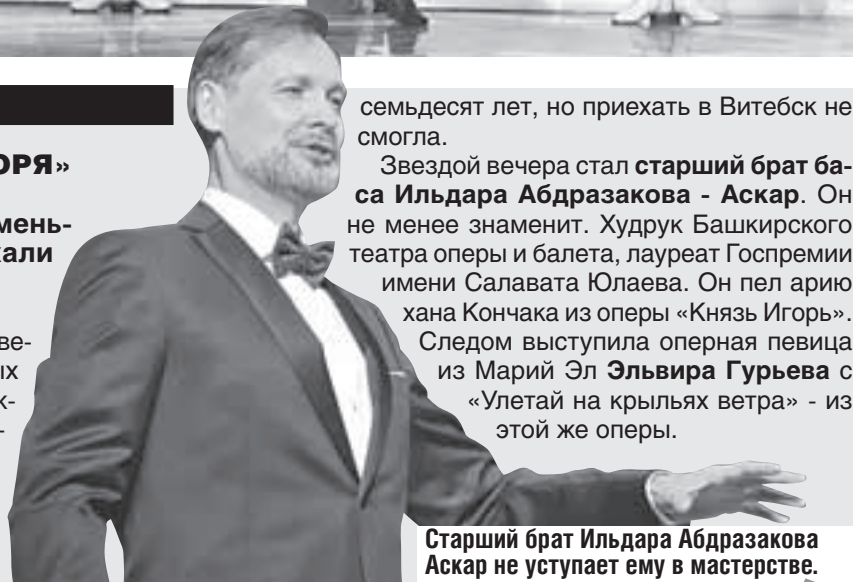 ОРЯ»
мень-
кали
ве-
ых
к-
-
семьдесят лет, но приехать в Витебск не
смогла.
Звездой вечера стал старший брат ба-
са Ильдара Абдразакова - Аскар. Он
не менее знаменит. Худрук Башкирского
театра оперы и балета, лауреат Госпремии
имени Салавата Юлаева. Он пел арию
хана Кончака из оперы «Князь Игорь».
Следом выступила оперная певица
из Марий Эл Эльвира Гурьева с
«Улетай на крыльях ветра» - из
этой же оперы.
Старший брат Ильдара Абдразакова
Аскар не уступает ему в мастерстве.